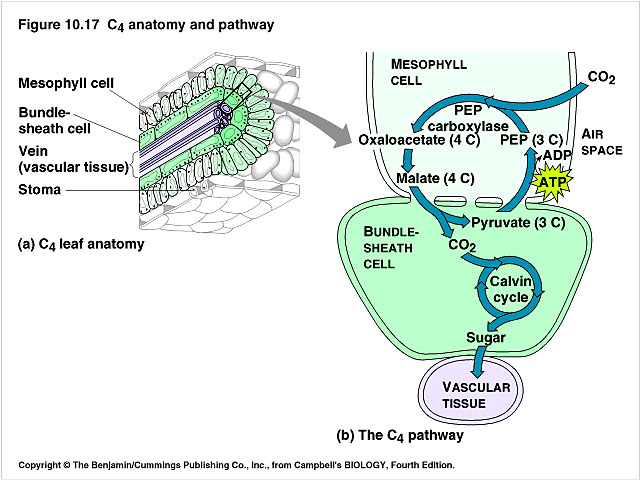 Figure 10.17 C4 anatomy and pathway
Mesophyll cell
Bundle-
sheath cell
Vein
(vascular tissue)
Stoma
(a) C4 leaf anatomy
MESOPHYLL
CELL
CO2
PEP
carboxylase
Oxaloacetate (4 C)
PEP (3 C)
AIR
SPACE
ADP
ATP
Malate (4 C)
Pyruvate (3 C)
BUNDLE-
SHEATH
CELL
CO2
Calvin
cycle
Sugar
VASCULAR
TISSUE
(b) The C4 pathway
Copyright © The Benjamin/Cummings Publishing Co., Inc., from Campbell's BIOLOGY, Fourth Edition.